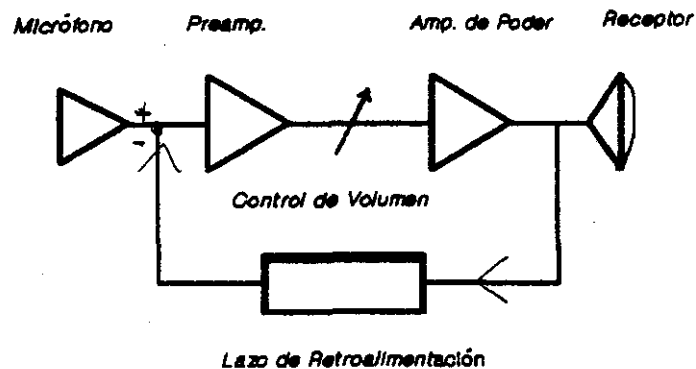 Micrófono Preamp. Amp. de Poder Receptor
+
-
Control de Volumen
Lazo de Retroalimentación